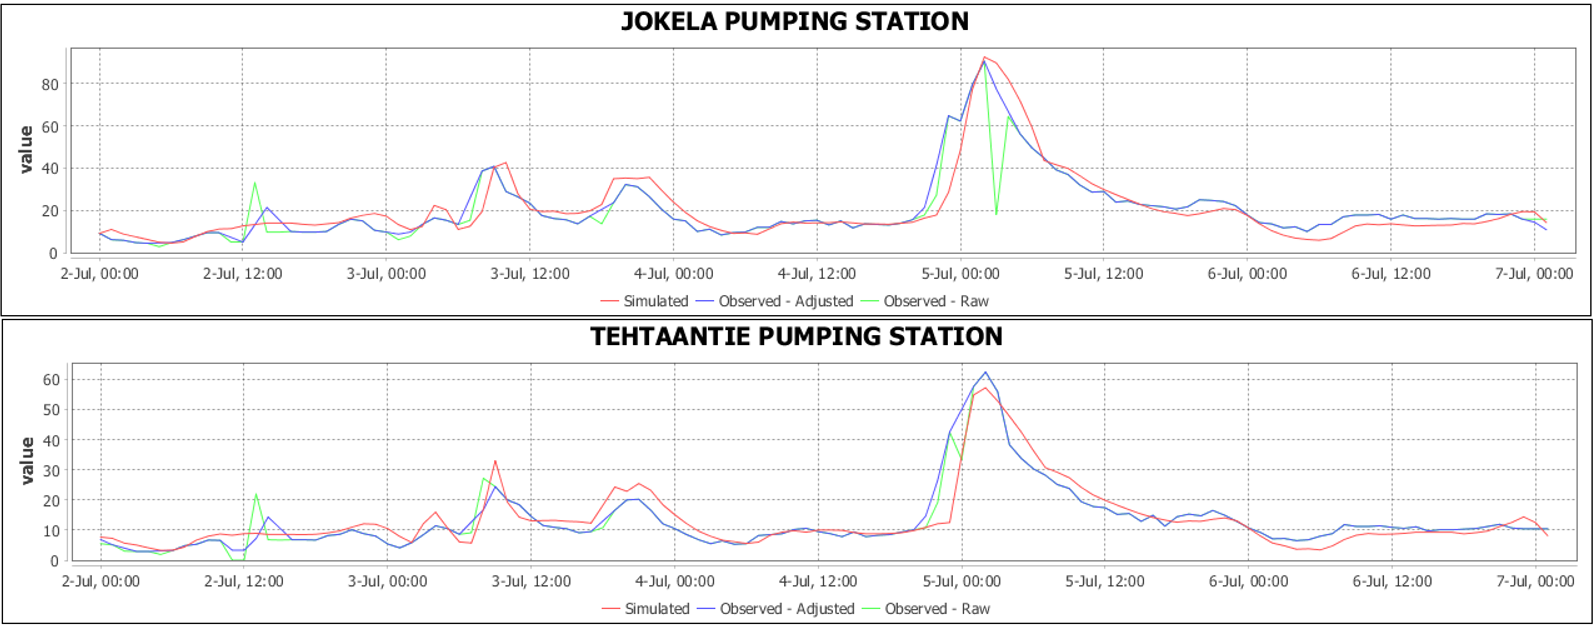 JOKELA PUMPING STATION
value
80
60
40
20
0
2-Jul, 00:00 2-Jul, 12:00 3-Jul, 00:00 3-Jul, 12:00 4-Jul, 00:00 4-Jul, 12:00 5-Jul, 00:00 5-Jul, 12:00 6-Jul, 00:00 6-Jul, 12:00 7-Jul, 00:00
Simulated Observed - Adjusted Observed - Raw
TEHTAANTIE PUMPING STATION
value
60
50
40
30
20
10
0
2-Jul, 00:00 2-Jul, 12:00 3-Jul, 00:00 3-Jul, 12:00 4-Jul, 00:00 4-Jul, 12:00 5-Jul, 00:00 5-Jul, 12:00 6-Jul, 00:00 6-Jul, 12:00 7-Jul, 00:00
Simulated Observed - Adjusted Observed - Raw